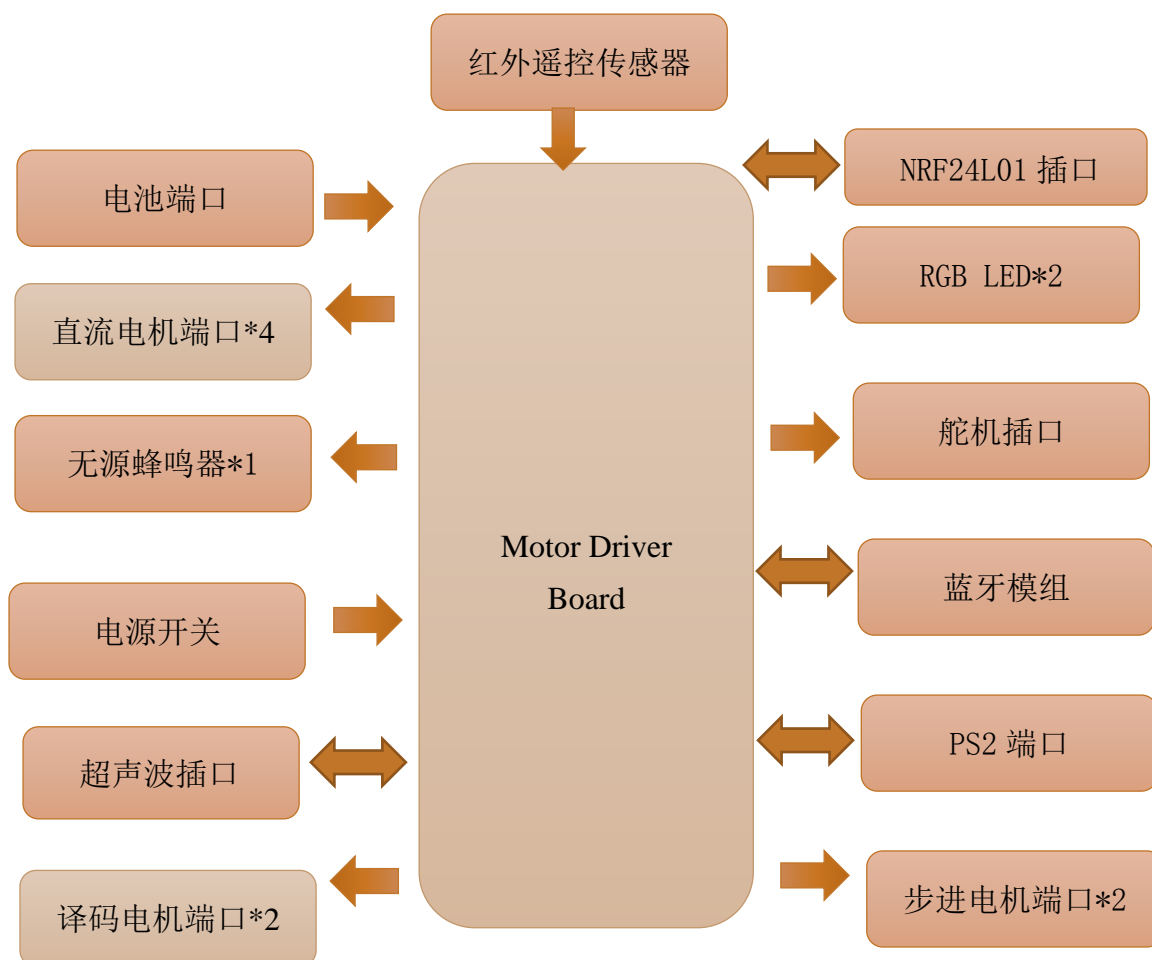 红外遥控传感器
电池端口
NRF24L01 插口
RGB LED*2
直流电机端口*4
舵机插口
无源蜂鸣器*1
Motor Driver
Board
蓝牙模组
电源开关
PS2 端口
超声波插口
步进电机端口*2
译码电机端口*2